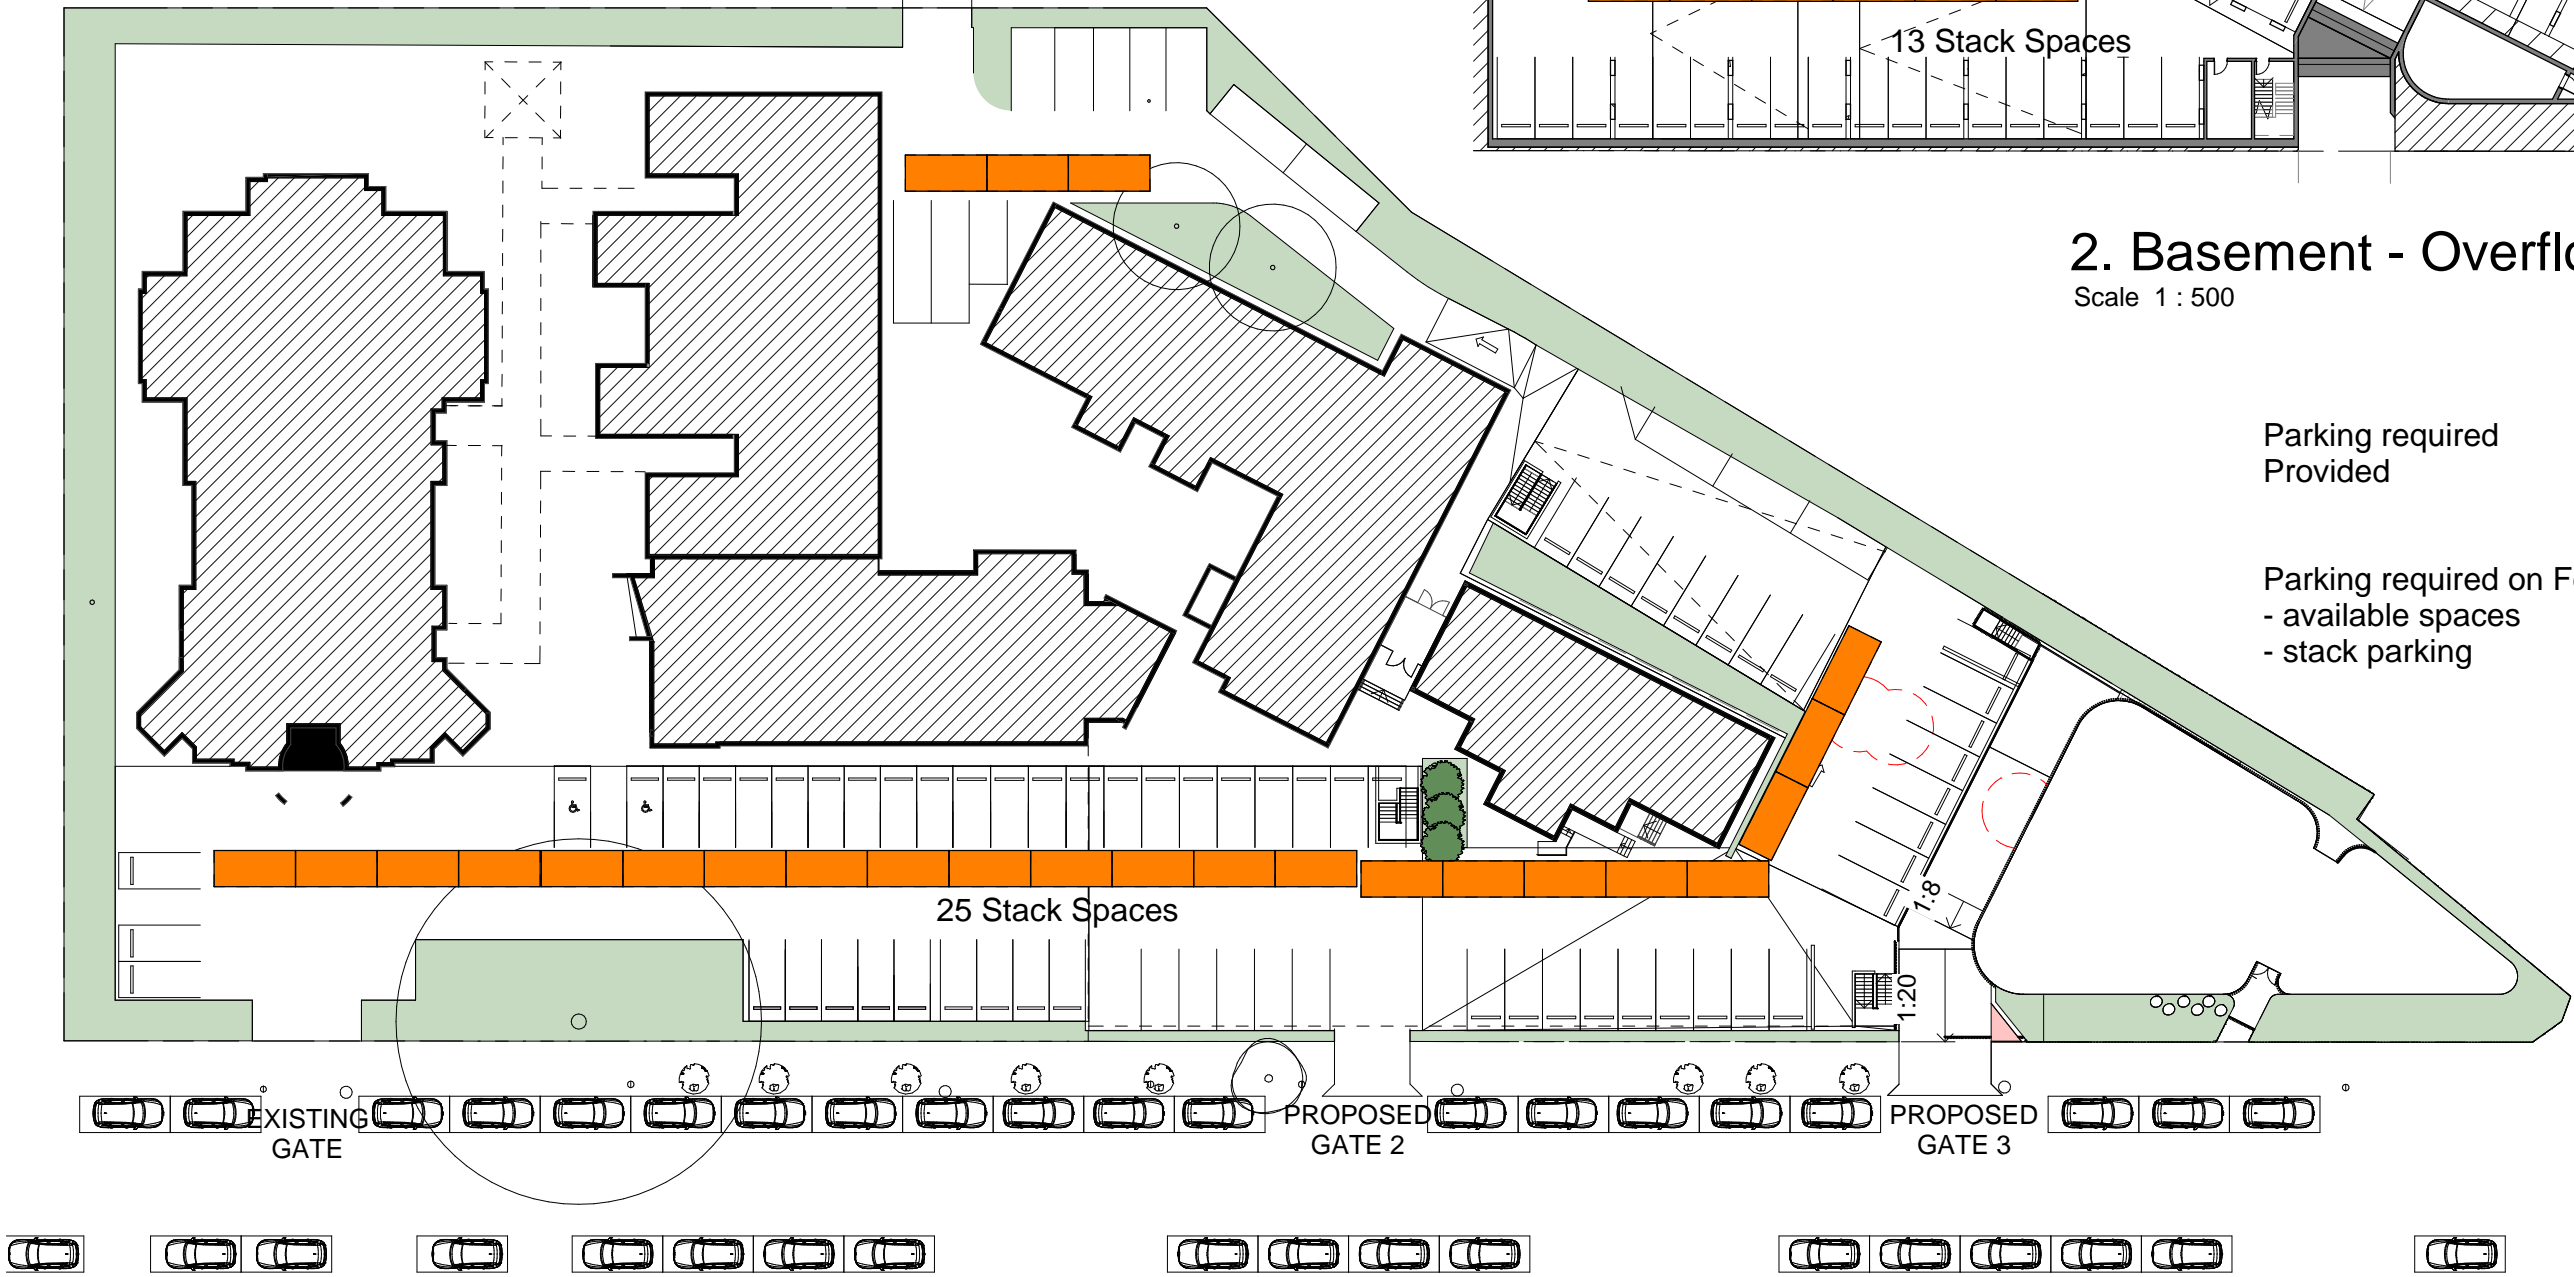 13 Stack Spaces
2. Basement - Overflo
Scale 1 : 500
Parking required
Provided
Parking required on F
- available spaces
- stack parking
25 Stack Spaces
1:8
1:20
EXISTING
GATE
PROPOSED
GATE 2
PROPOSED
GATE 3